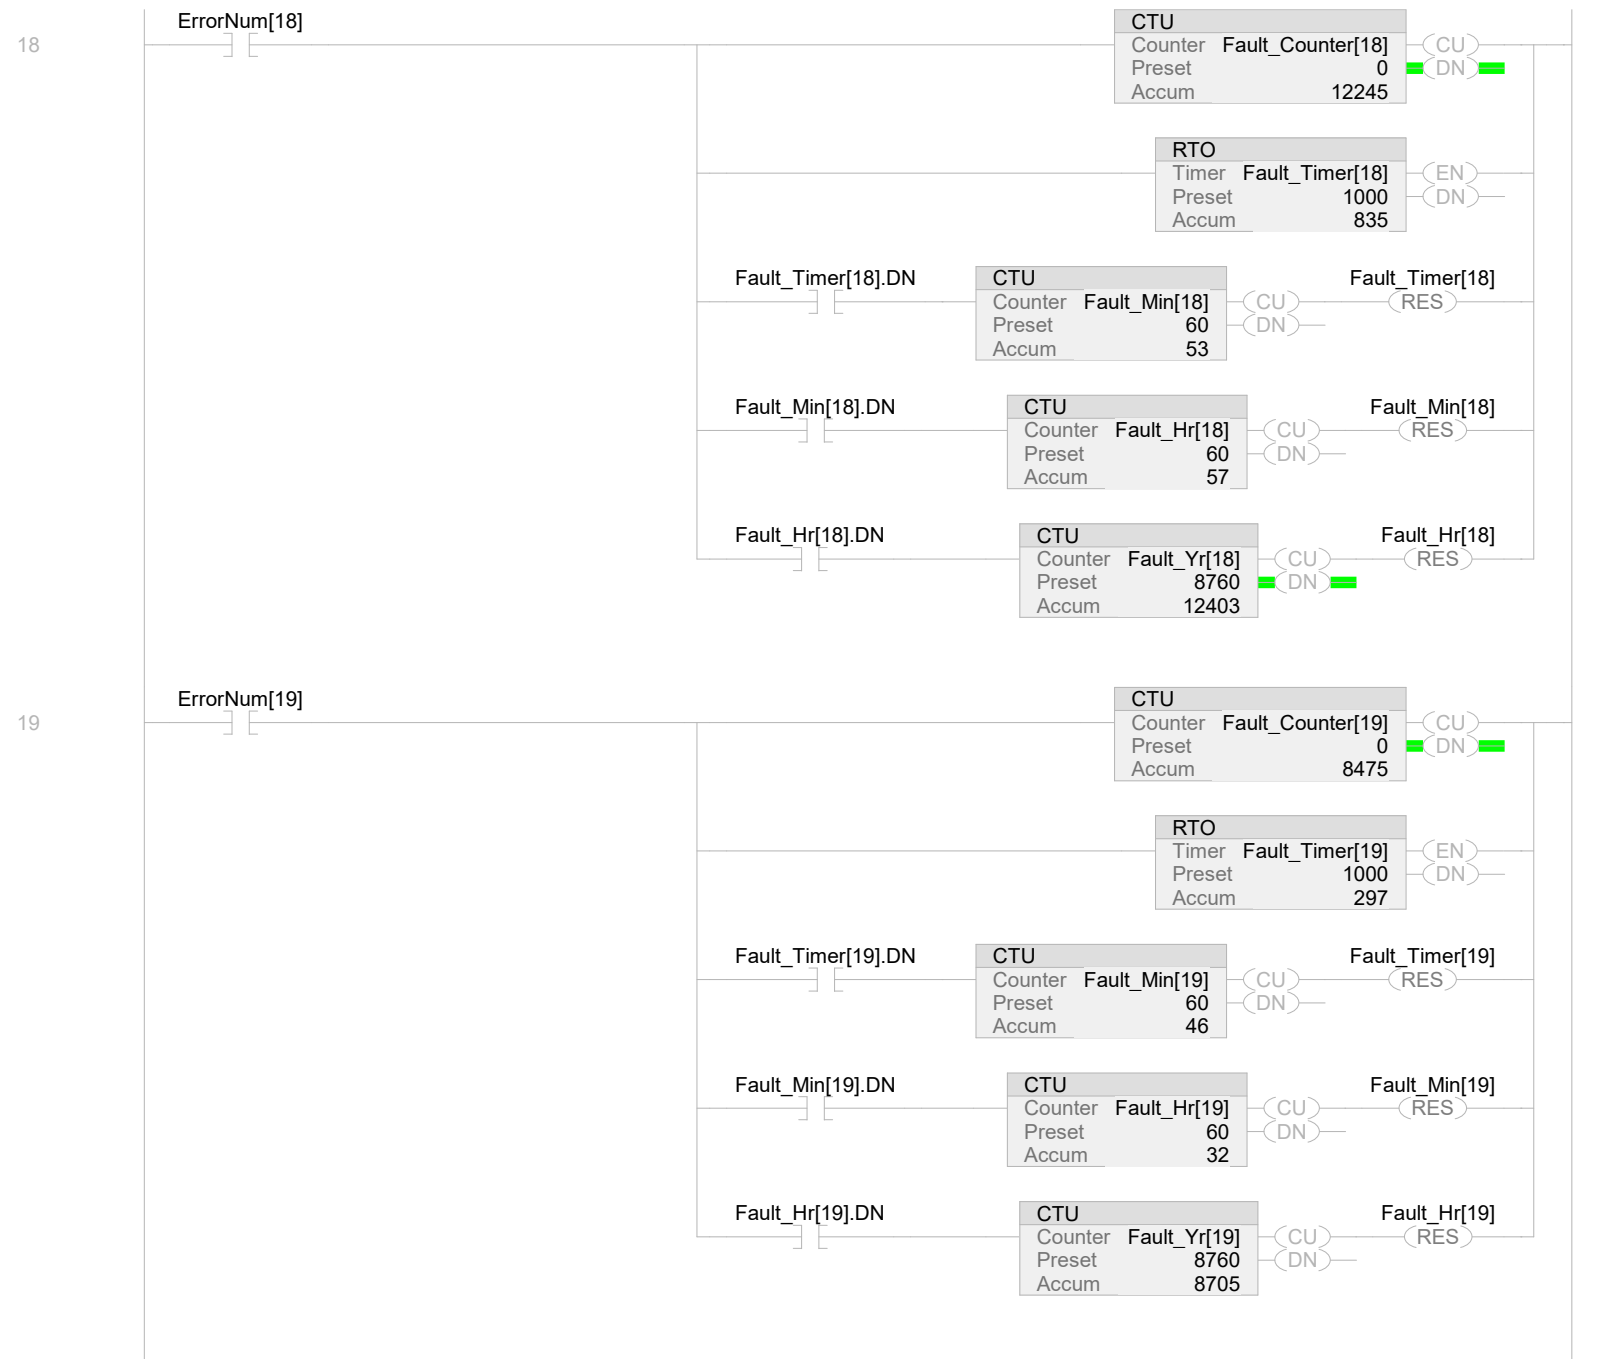 ErrorNum[18]
18
CTU
Counter Fault_Counter[18] CU
Preset 0 DN
Accum 12245
RTO
Timer Fault_Timer[18] EN
Preset 1000 DN
Accum 835
Fault_Timer[18].DN CTU Fault_Timer[18]
Counter Fault_Min[18] CU RES
Preset 60 DN
Accum 53
Fault_Min[18].DN CTU Fault_Min[18]
Counter Fault_Hr[18] CU RES
Preset 60 DN
Accum 57
Fault_Hr[18].DN CTU Fault_Hr[18]
Counter Fault_Yr[18] CU RES
Preset 8760 DN
Accum 12403
ErrorNum[19]
19
CTU
Counter Fault_Counter[19] CU
Preset 0 DN
Accum 8475
RTO
Timer Fault_Timer[19] EN
Preset 1000 DN
Accum 297
Fault_Timer[19].DN CTU Fault_Timer[19]
Counter Fault_Min[19] CU RES
Preset 60 DN
Accum 46
Fault_Min[19].DN CTU Fault_Min[19]
Counter Fault_Hr[19] CU RES
Preset 60 DN
Accum 32
Fault_Hr[19].DN CTU Fault_Hr[19]
Counter Fault_Yr[19] CU RES
Preset 8760 DN
Accum 8705